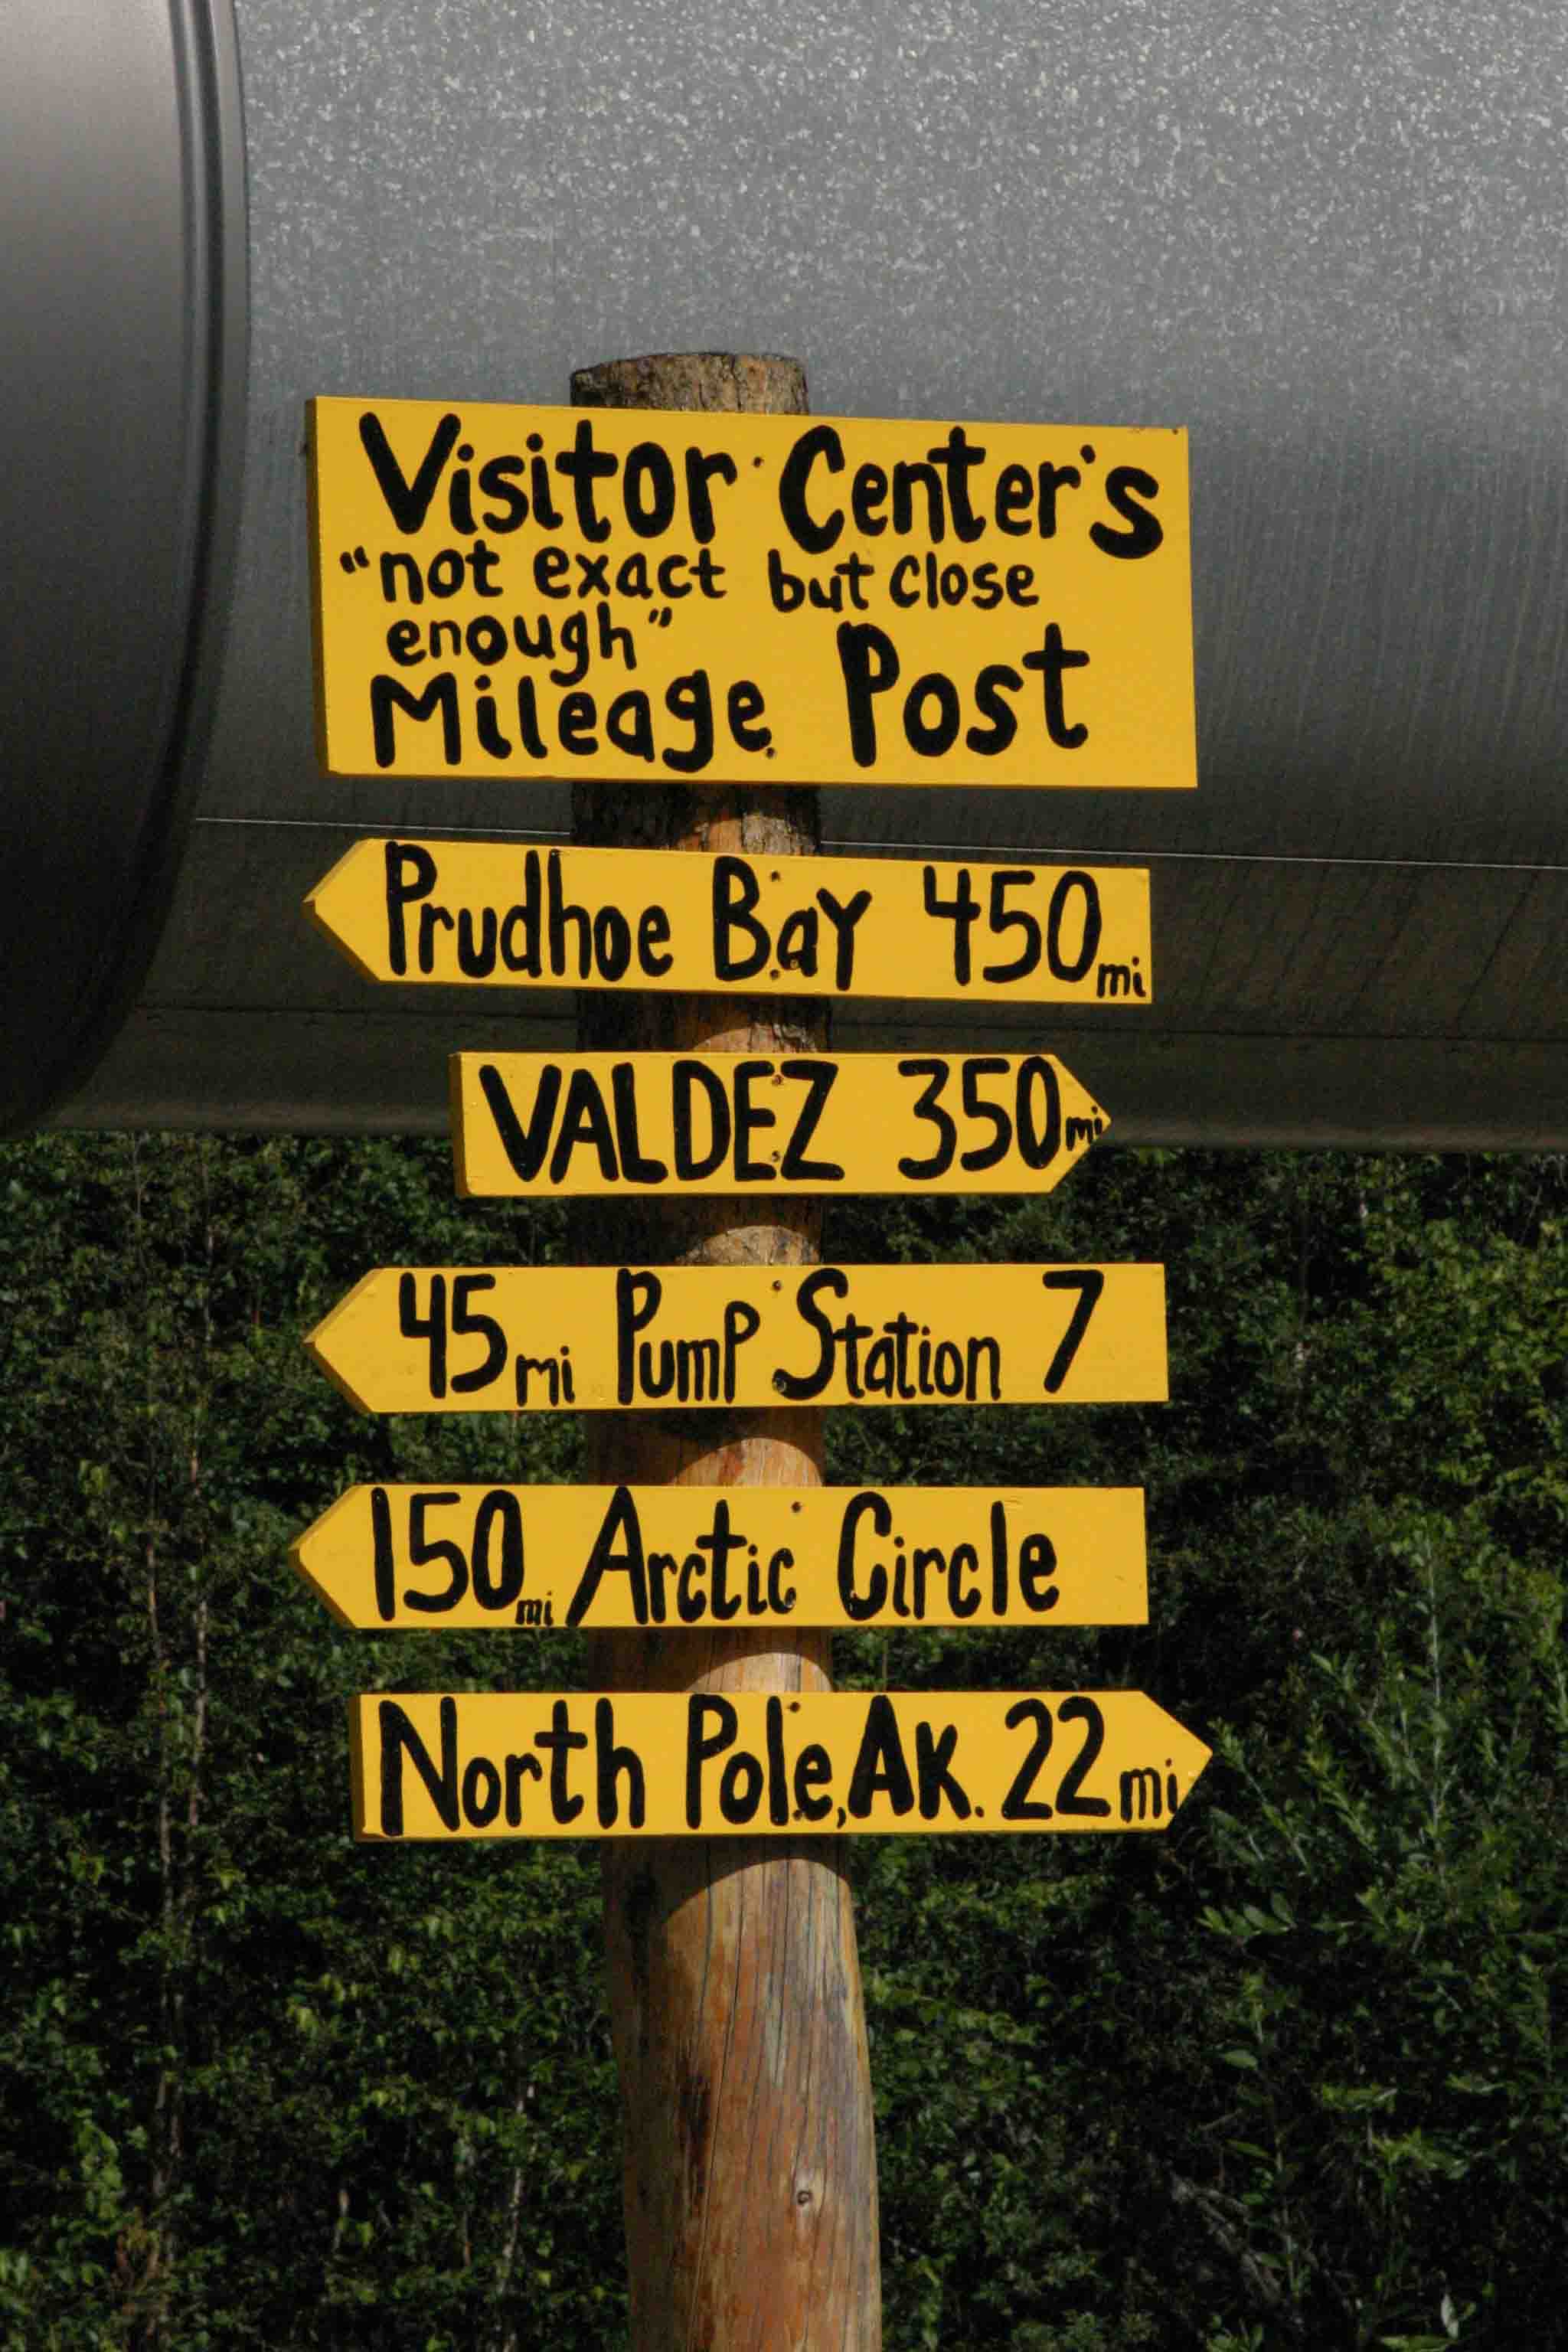 Visitor Center's
"not exact but close
enough"
Mileage Post
Prudhoe Bay 450mi
VALDEZ 350mi
45mi Pump Station 7
150mi Arctic Circle
North Pole, AK. 22mi